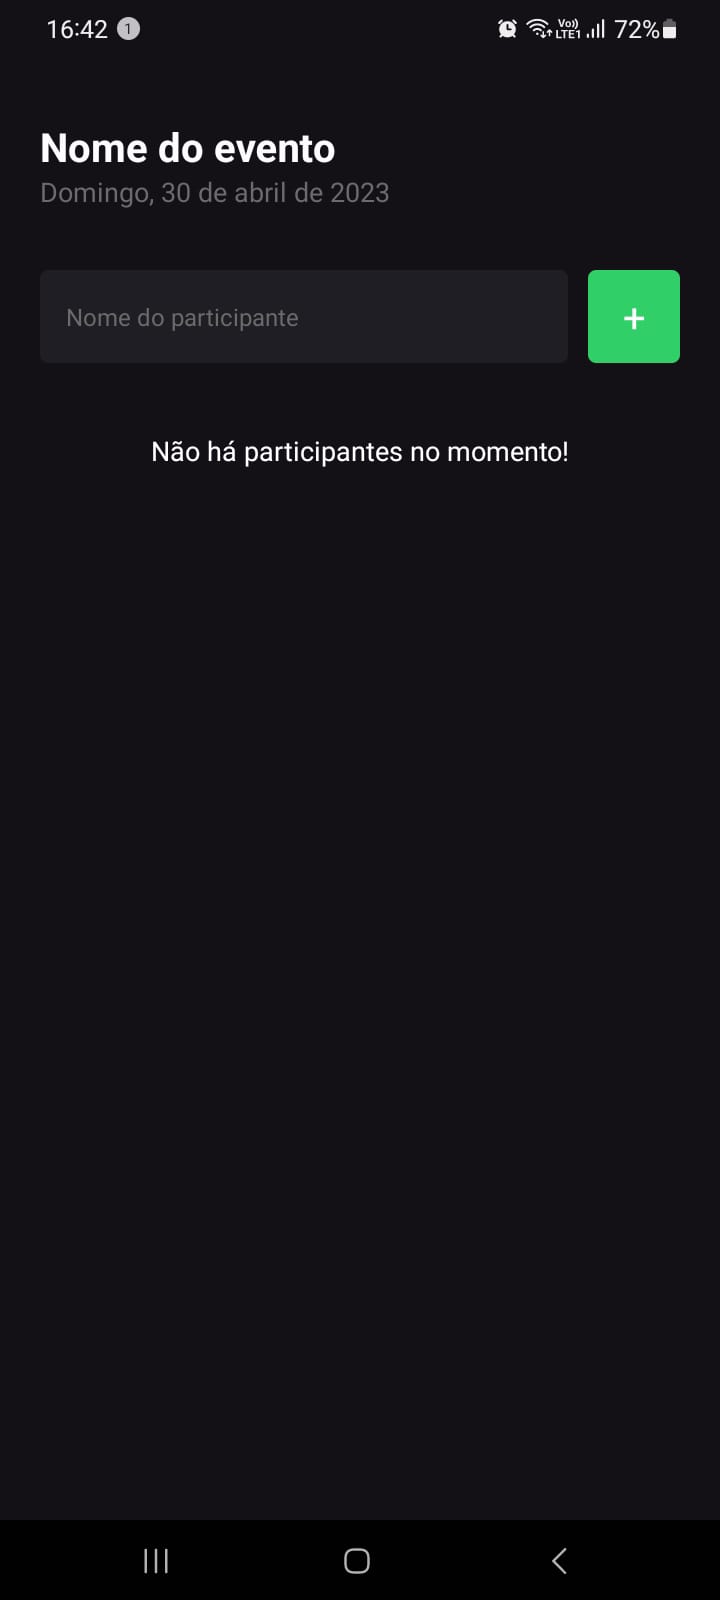 16:42 1 Vo)) LTE1 72%
Nome do evento
Domingo, 30 de abril de 2023
Nome do participante +
Não há participantes no momento!